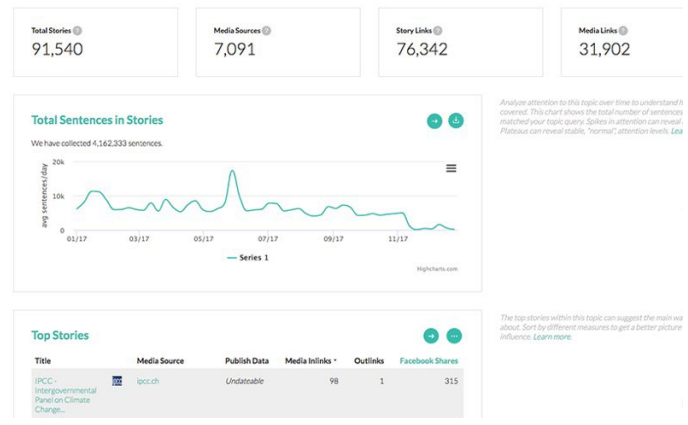 Total Stories ?
91,540
Media Sources ?
7,091
Story Links ?
76,342
Media Links ?
31,902
Total Sentences in Stories
We have collected 4,162,333 sentences.
avg sentences/day
20k
10k
0
01/17 03/17 05/17 07/17 09/17 11/17
Series 1
Highcharts.com
Analyze attention to this topic over time to understand h
covered. This chart shows the total number of sentences
matched your topic query. Spikes in attention can reveal
Plateaus can reveal stable, "normal", attention levels. Lea
Top Stories
Title Media Source Publish Data Media Inlinks Outlinks Facebook Shares
IPCC - ipcc ipcc.ch Undateable 98 1 315
Intergovernmental
Panel on Climate
Change...
The top stories within this topic can suggest the main wa
about. Sort by different measures to get a better picture
influence. Learn more.